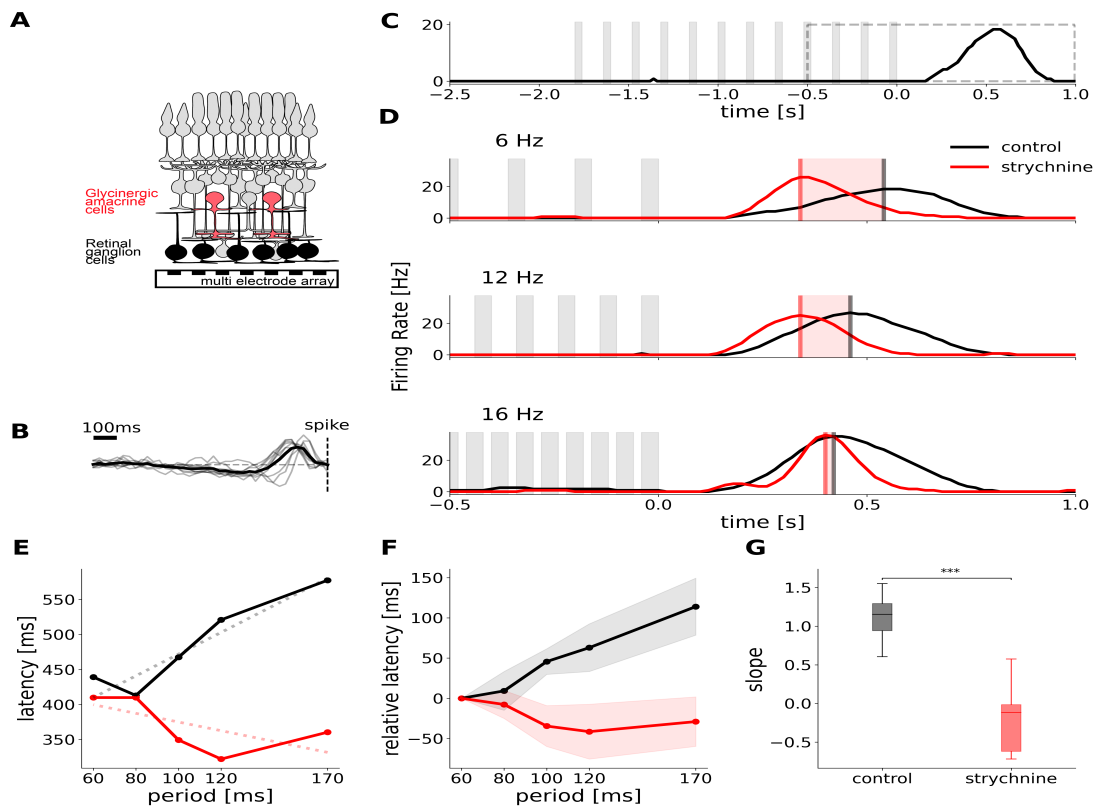 A
Glycinergic
amacrine
cells
Retinal
ganglion
cells
multi electrode array
B
100ms
spike
C
20
0
−2.5
−2.0
−1.5
−1.0
−0.5
0.0
0.5
1.0
time [s]
D
Firing Rate [Hz]
control
strychnine
6 Hz
20
0
12 Hz
20
0
16 Hz
20
0
−0.5
0.0
0.5
1.0
time [s]
E
latency [ms]
550
500
450
400
350
60
80
100
120
170
period [ms]
F
relative latency [ms]
150
100
50
0
−50
60
80
100
120
170
period [ms]
G
slope
1.5
1.0
0.5
0.0
−0.5
***
control
strychnine